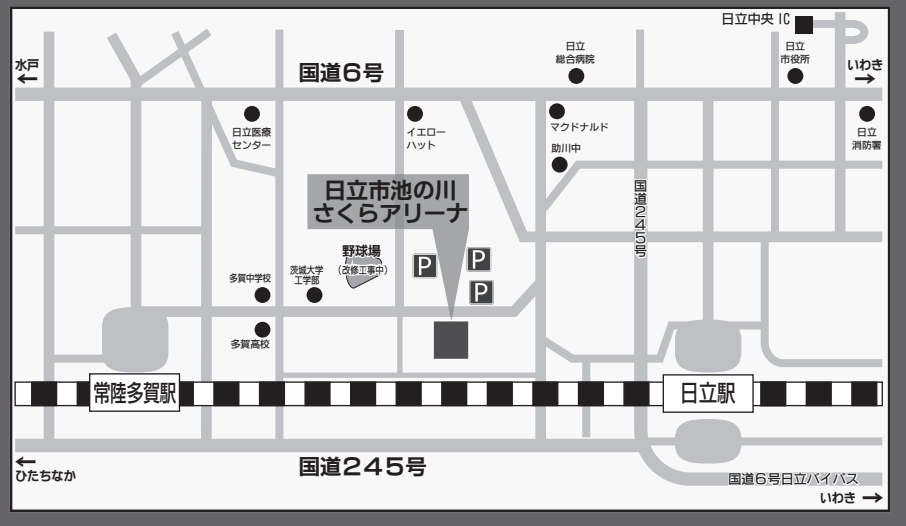 日立中央 IC
水戸
←
国道6号
日立
総合病院
日立
市役所
いわき
→
日立医療
センター
イエロー
ハット
マクドナルド
助川中
日立
消防署
日立市池の川
さくらアリーナ
国道245号
野球場
(改修工事中)
P
P
P
多賀中学校
茨城大学
工学部
多賀高校
常陸多賀駅
日立駅
←
ひたちなか
国道245号
国道6号日立バイパス
いわき →